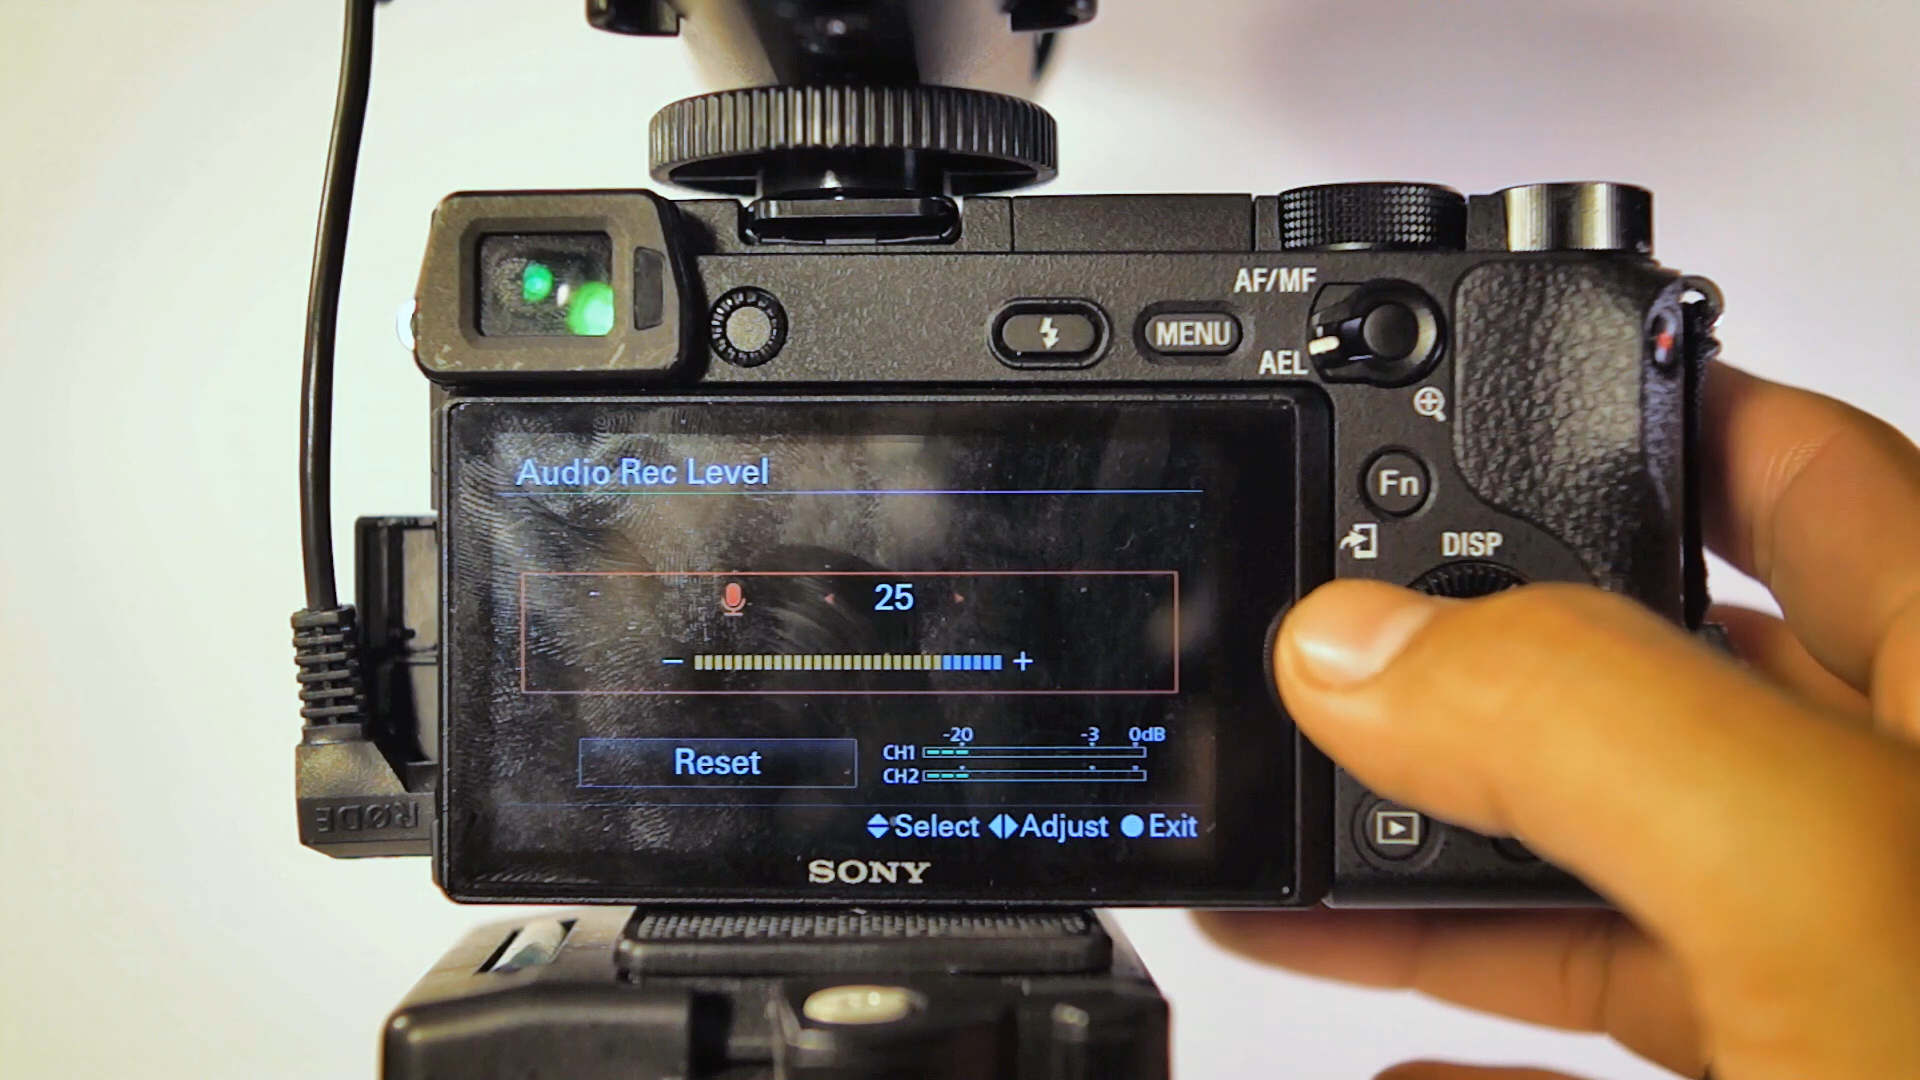 AF/MF
MENU
AEL
Audio Rec Level
Fn
DISP
25
- +
-20 -3 0dB
CH1
Reset
CH2
RØDE
Select Adjust Exit
SONY